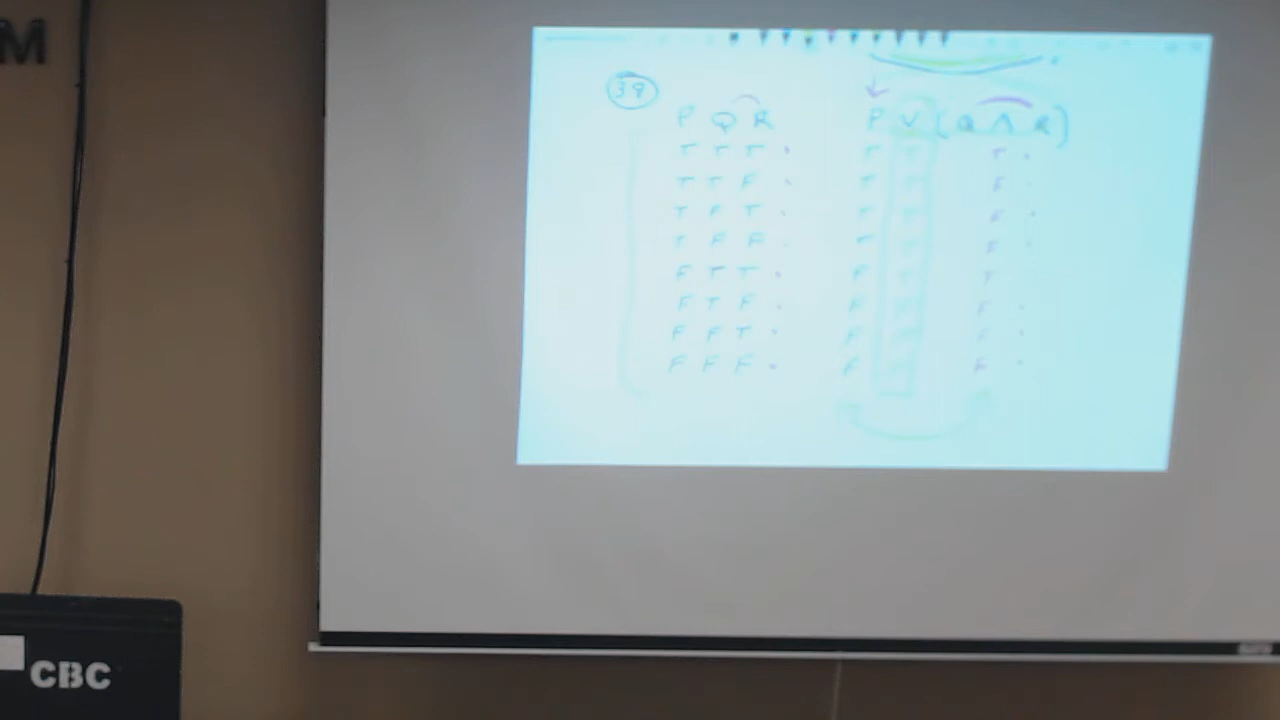 M
39
P Q R P V [Q Λ R]
T T T T T T
T T F T T F
T F T T T F
T F F T T F
F T T F T T
F T F F F
F F T F F
F F F F F
CBC